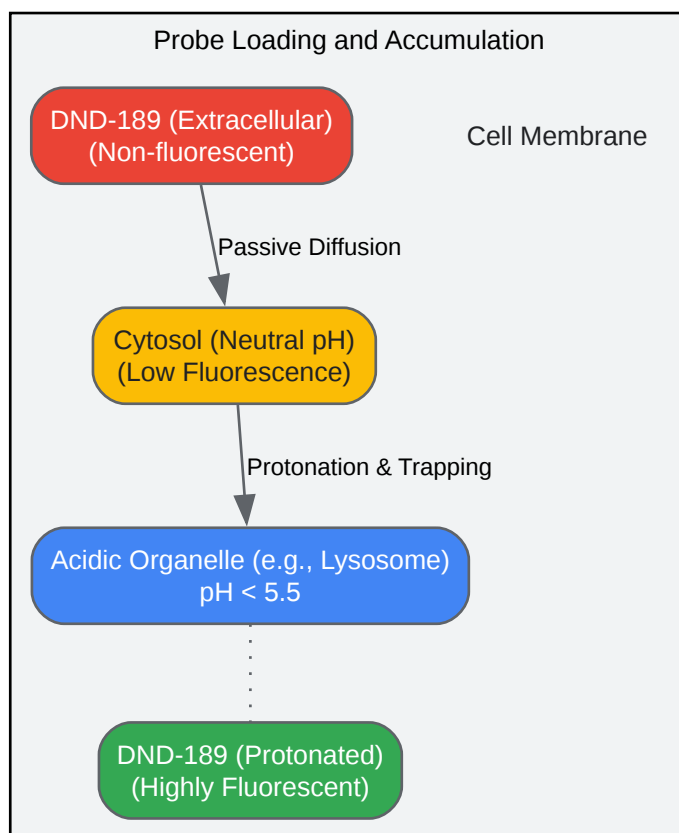 Probe Loading and Accumulation
DND-189 (Extracellular)
(Non-fluorescent)
Cell Membrane
Passive Diffusion
Cytosol (Neutral pH)
(Low Fluorescence)
Protonation & Trapping
Acidic Organelle (e.g., Lysosome)
pH < 5.5
DND-189 (Protonated)
(Highly Fluorescent)